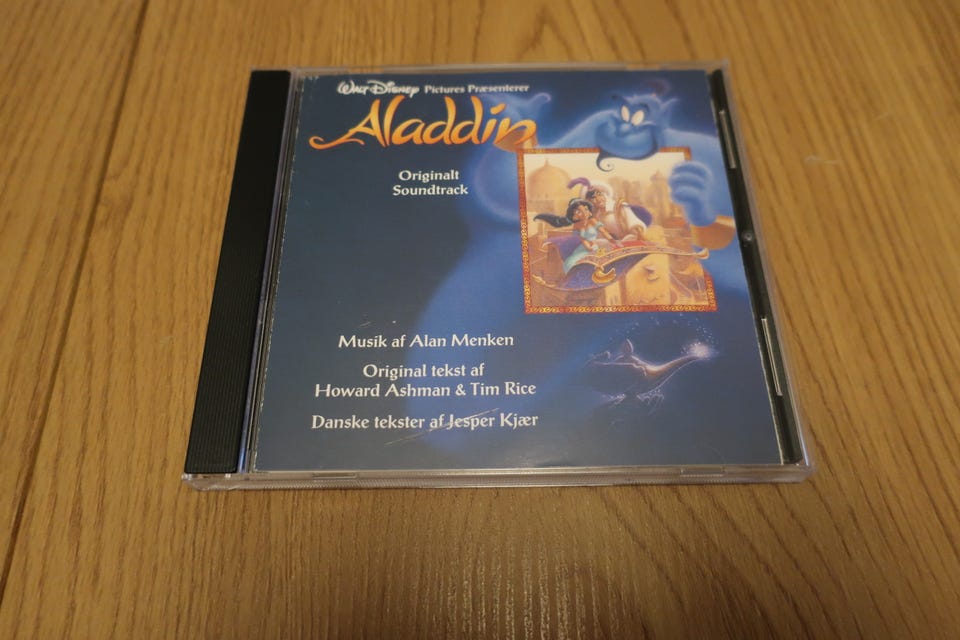 Walt Disney Pictures Præsenterer
Aladdin
Originalt
Soundtrack
Musik af Alan Menken
Original tekst af
Howard Ashman & Tim Rice
Danske tekster af Jesper Kjær